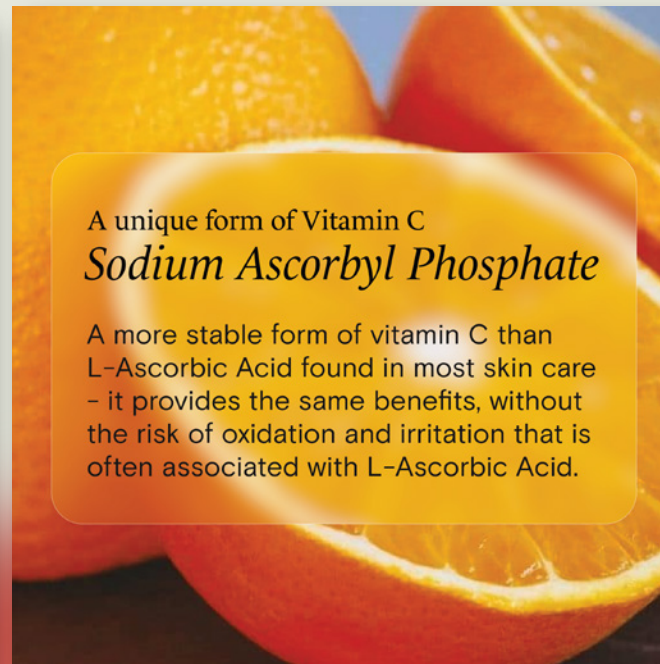 A unique form of Vitamin C
Sodium Ascorbyl Phosphate
A more stable form of vitamin C than
L-Ascorbic Acid found in most skin care
- it provides the same benefits, without
the risk of oxidation and irritation that is
often associated with L-Ascorbic Acid.